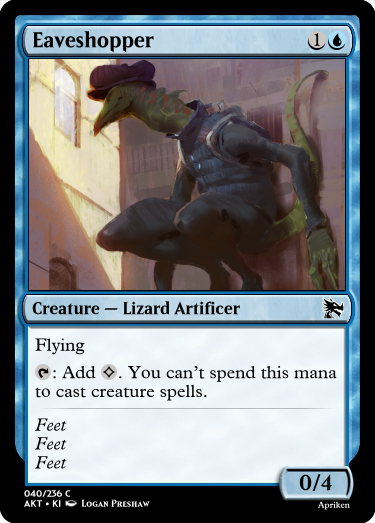 Eaveshopper
1
Creature — Lizard Artificer
Flying
: Add . You can't spend this mana
to cast creature spells.
Feet
Feet
Feet
0/4
040/236 C
AKT • KI Logan Preshaw
Apriken